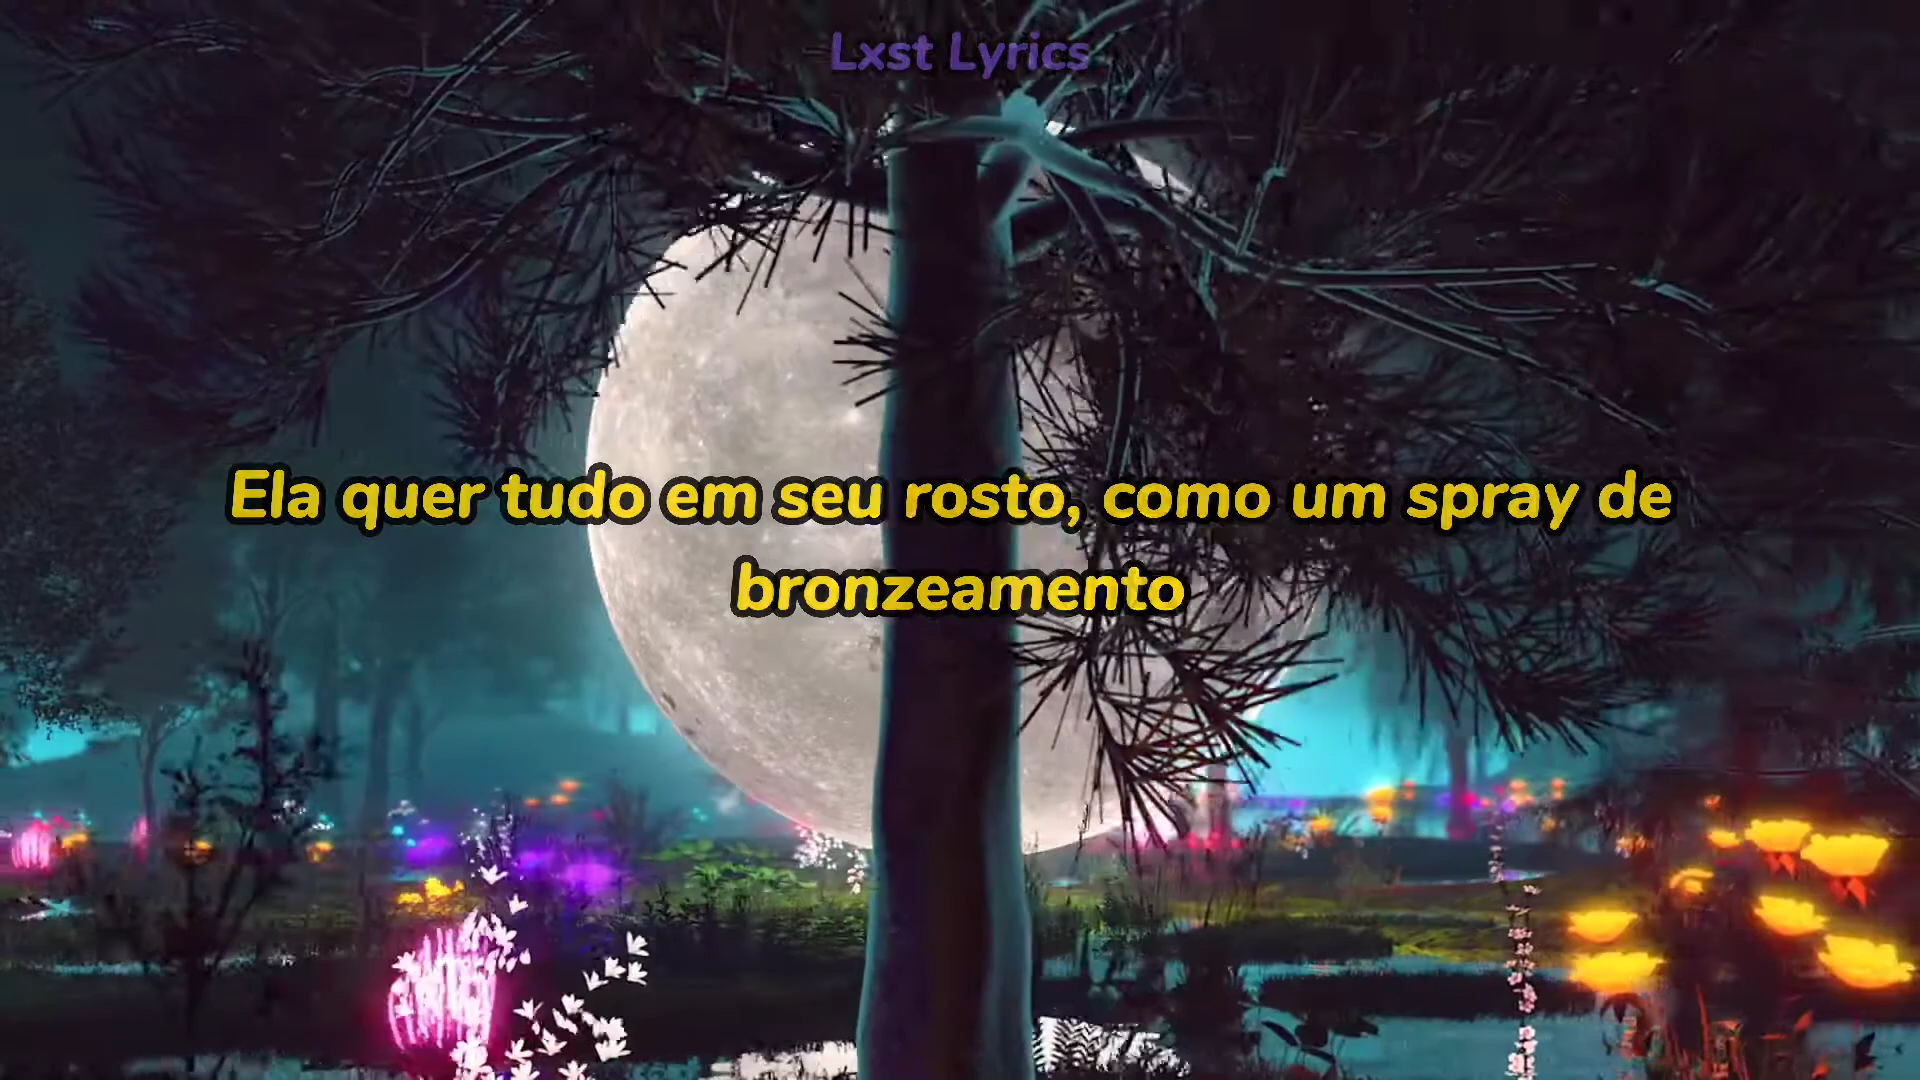 Lxst Lyrics
Ela quer tudo em seu rosto, como um spray de
bronzeamento